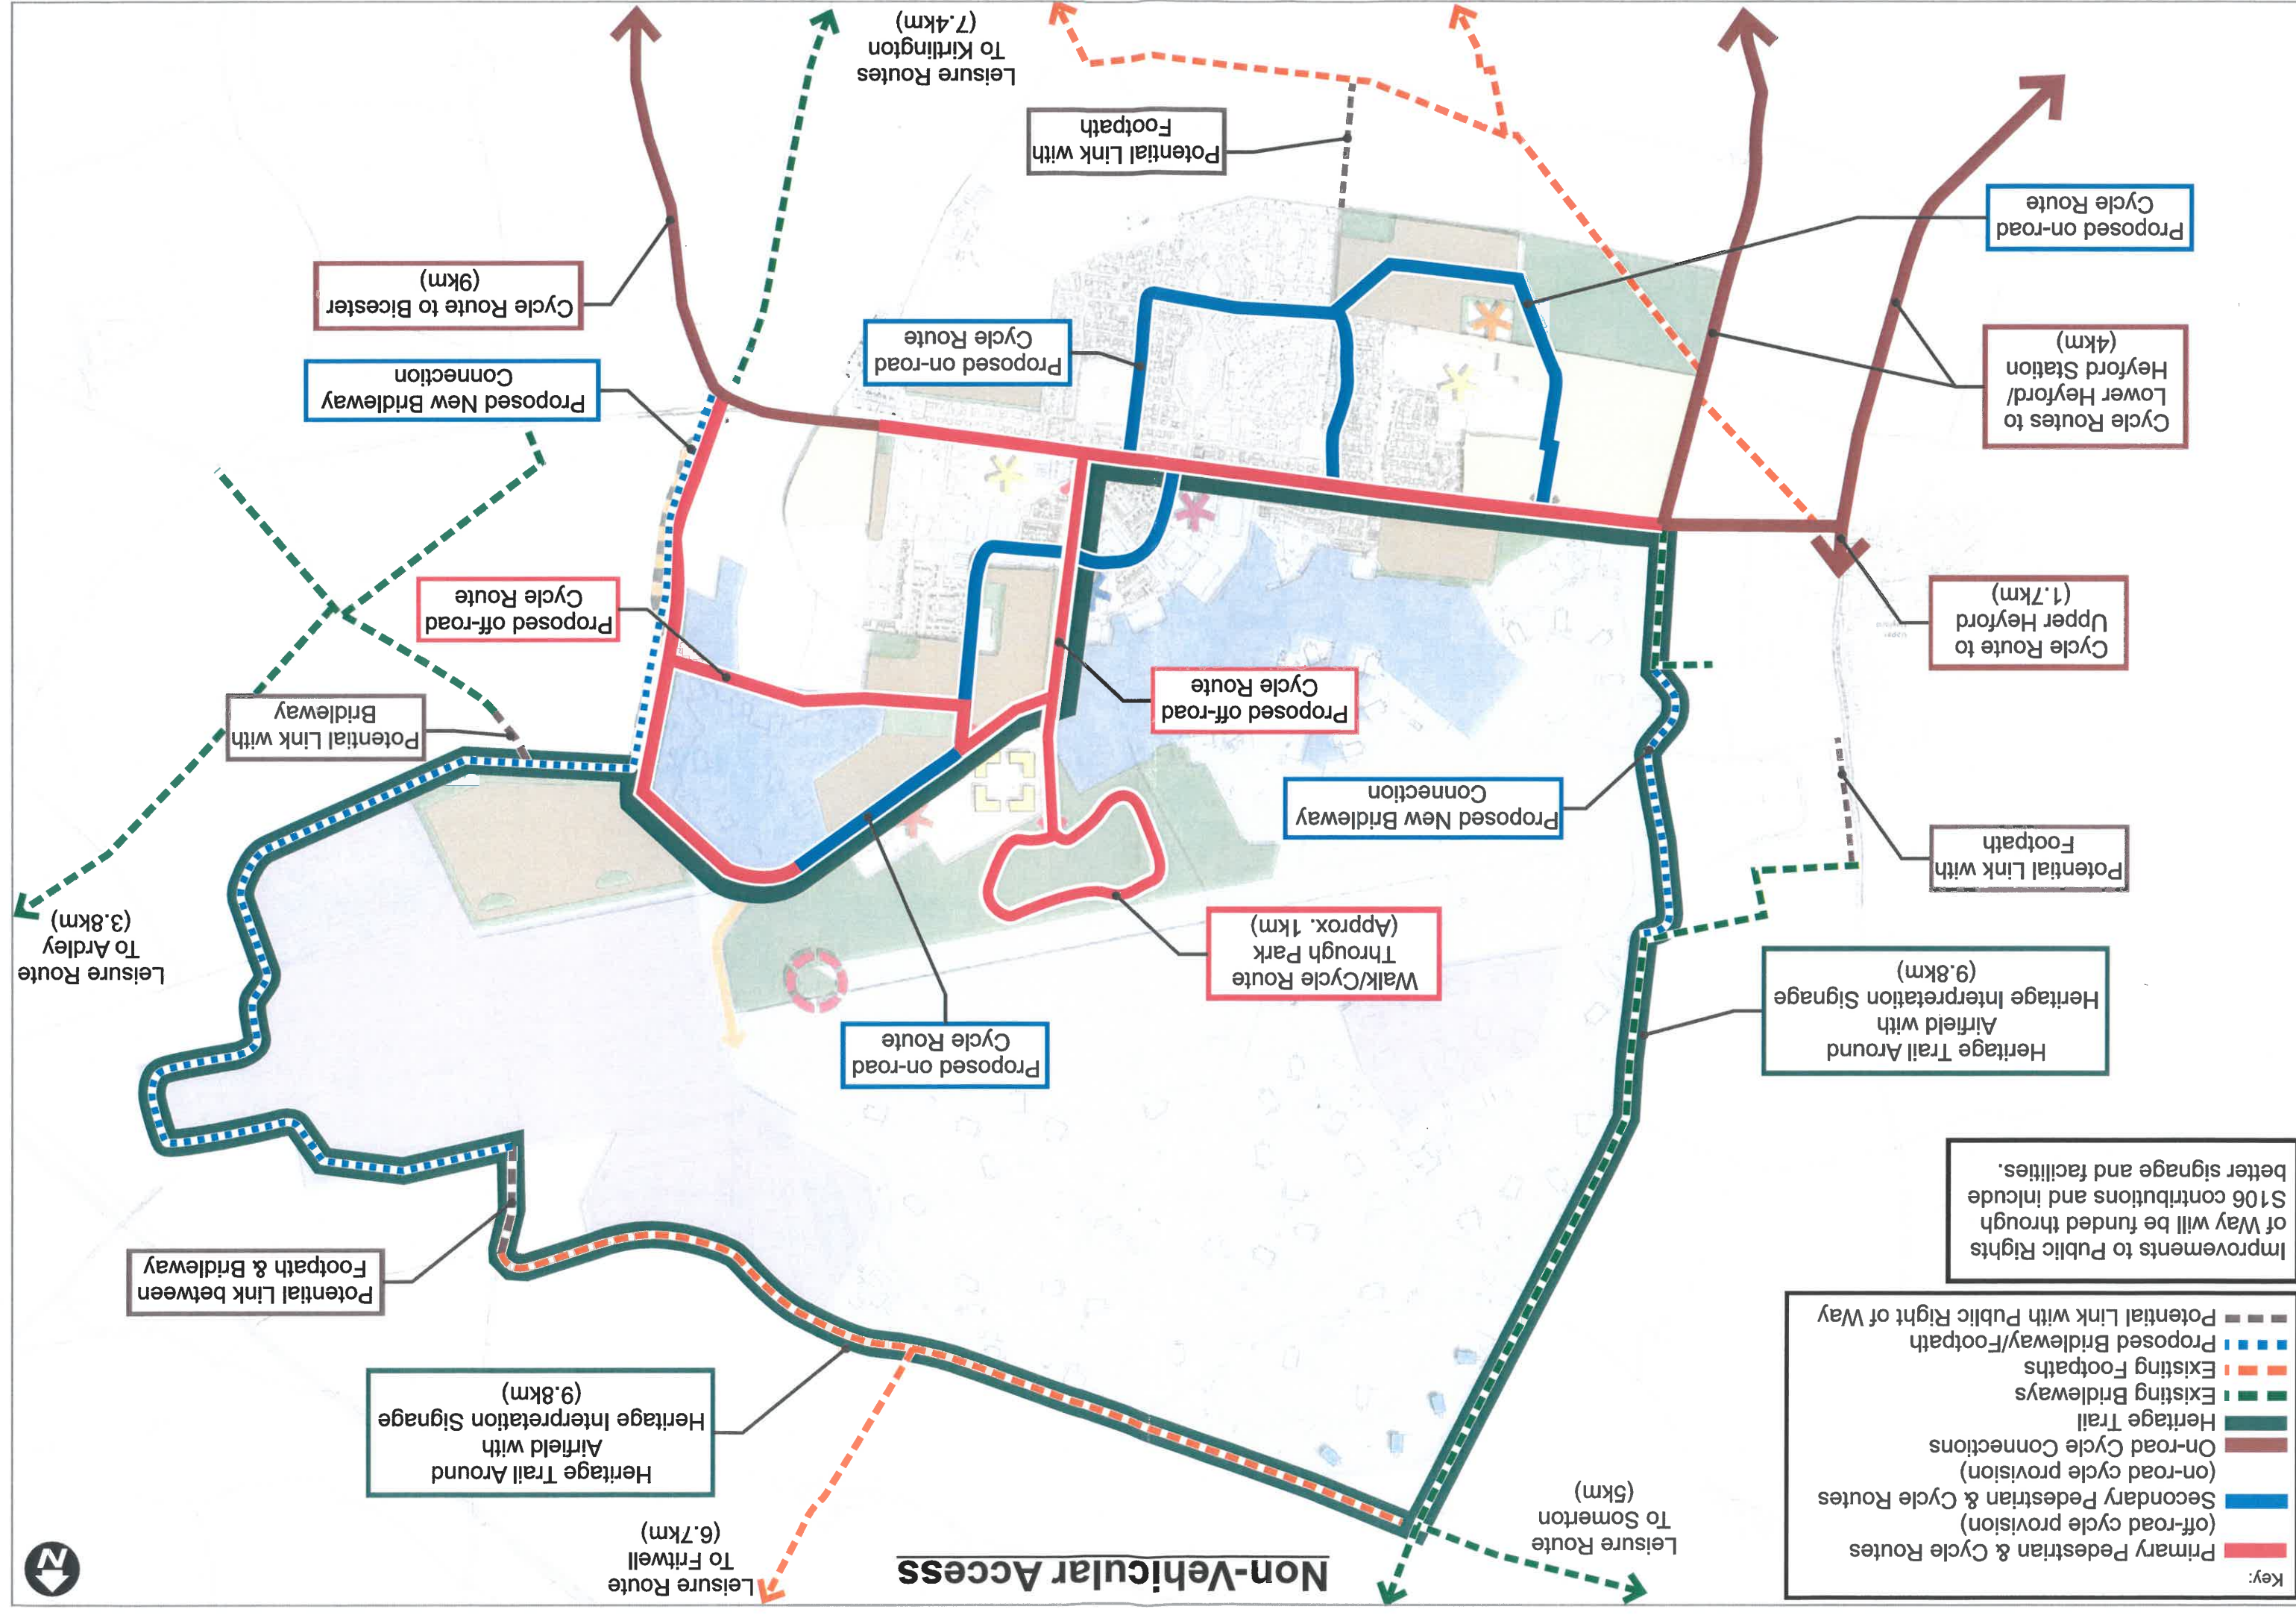 Non-Vehicular Access
Key:
Primary Pedestrian & Cycle Routes
(off-road cycle provision)
Secondary Pedestrian & Cycle Routes
(on-road cycle provision)
On-road Cycle Connections
Heritage Trail
Existing Bridleways
Existing Footpaths
Proposed Bridleway/Footpath
Potential Link with Public Right of Way
Improvements to Public Rights
of Way will be funded through
S106 contributions and inlcude
better signage and facilities.
Leisure Route
To Somerton
(5km)
Leisure Route
To Fritwell
(6.7km)
N
Heritage Trail Around
Airfield with
Heritage Interpretation Signage
(9.8km)
Potential Link between
Footpath & Bridleway
Heritage Trail Around
Airfield with
Heritage Interpretation Signage
(9.8km)
Proposed on-road
Cycle Route
Walk/Cycle Route
Through Park
(Approx. 1km)
Leisure Route
To Ardley
(3.8km)
Potential Link with
Footpath
Proposed New Bridleway
Connection
Potential Link with
Bridleway
Proposed off-road
Cycle Route
Cycle Route to
Upper Heyford
(1.7km)
Proposed off-road
Cycle Route
Cycle Routes to
Lower Heyford/
Heyford Station
(4km)
Proposed on-road
Cycle Route
Proposed New Bridleway
Connection
Cycle Route to Bicester
(9km)
Proposed on-road
Cycle Route
Potential Link with
Footpath
Leisure Routes
To Kirtlington
(7.4km)